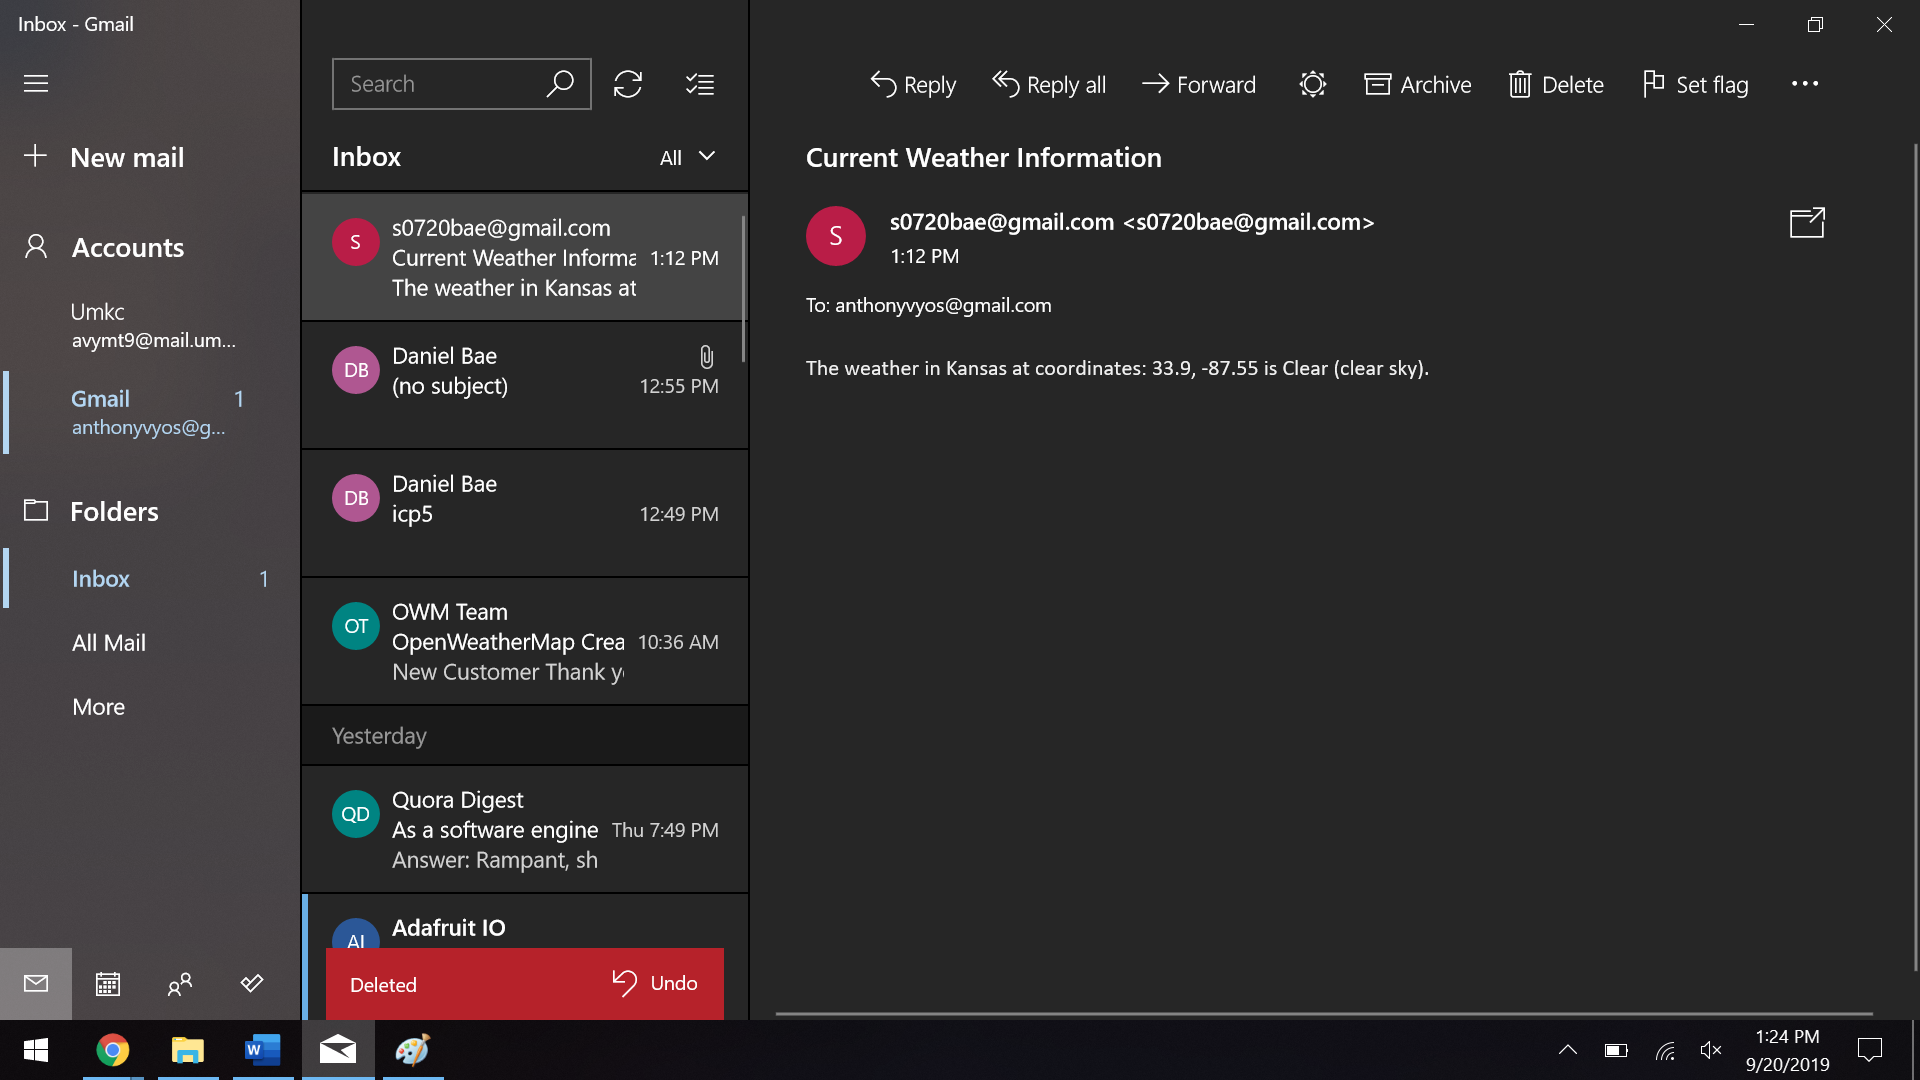 Inbox - Gmail
New mail
Accounts
Umkc
avymt9@mail.um...
Gmail 1
anthonyvyos@g...
Folders
Inbox 1
All Mail
More
Search
Inbox All
S
s0720bae@gmail.com
Current Weather Informa 1:12 PM
The weather in Kansas at
DB
Daniel Bae
(no subject) 12:55 PM
DB
Daniel Bae
icp5 12:49 PM
OT
OWM Team
OpenWeatherMap Crea 10:36 AM
New Customer Thank y
Yesterday
QD
Quora Digest
As a software engine Thu 7:49 PM
Answer: Rampant, sh
AI
Adafruit IO
Deleted Undo
Reply Reply all Forward Archive Delete Set flag
Current Weather Information
S
s0720bae@gmail.com <s0720bae@gmail.com>
1:12 PM
To: anthonyvyos@gmail.com
The weather in Kansas at coordinates: 33.9, -87.55 is Clear (clear sky).
W
1:24 PM
9/20/2019